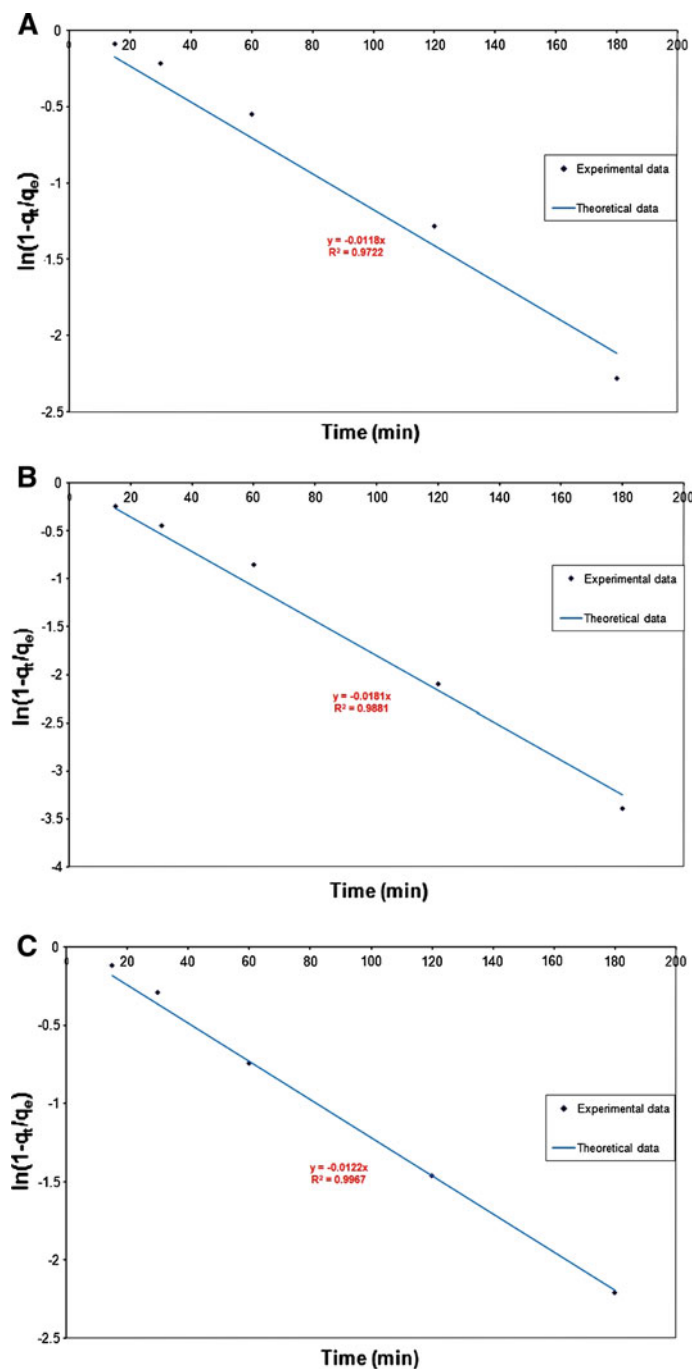 A
0
0 20 40 60 80 100 120 140 160 180 200
-0.5
-1
-1.5
-2
-2.5
ln(1-qt/qe)
Experimental data
Theoretical data
y = -0.0118x
R² = 0.9722
Time (min)
B
0
0 20 40 60 80 100 120 140 160 180 200
-0.5
-1
-1.5
-2
-2.5
-3
-3.5
-4
ln(1-qt/qe)
Experimental data
Theoretical data
y = -0.0181x
R² = 0.9881
Time (min)
C
0
0 20 40 60 80 100 120 140 160 180 200
-0.5
-1
-1.5
-2
-2.5
ln(1-qt/qe)
Experimental data
Theoretical data
y = -0.0122x
R² = 0.9967
Time (min)